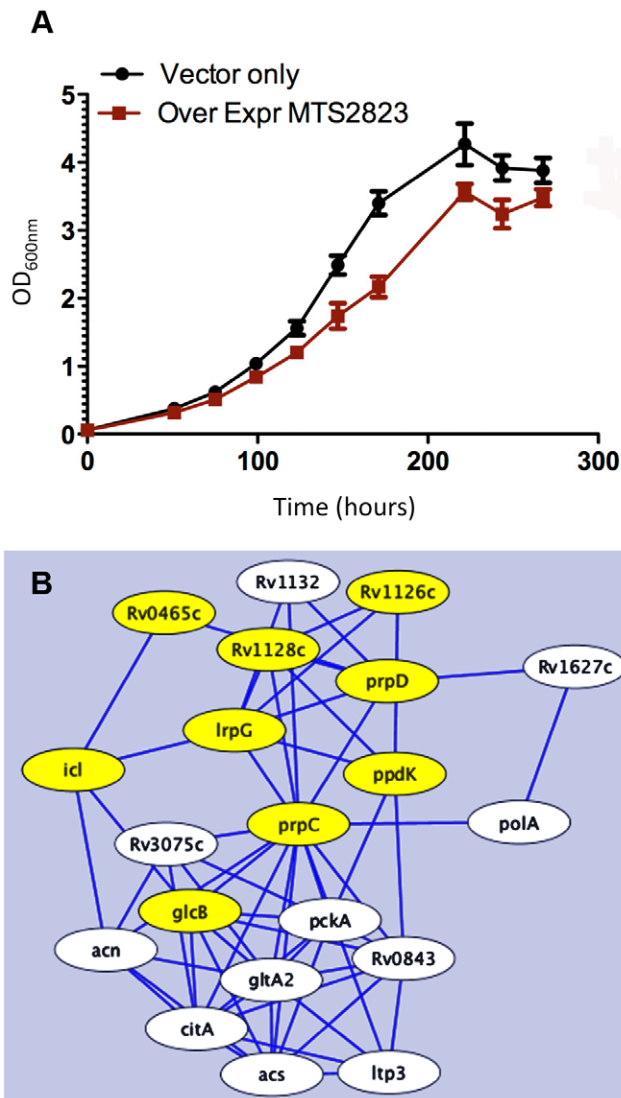 A
Vector only
Over Expr MTS2823
5
4
3
2
1
0
OD600nm
0 100 200 300
Time (hours)
B
Rv1132
Rv1126c
Rv0465c
Rv1128c
Rv1627c
prpD
lrpG
icl
ppdK
prpC
polA
Rv3075c
glcB
pckA
acn
Rv0843
gltA2
citA
acs
ltp3